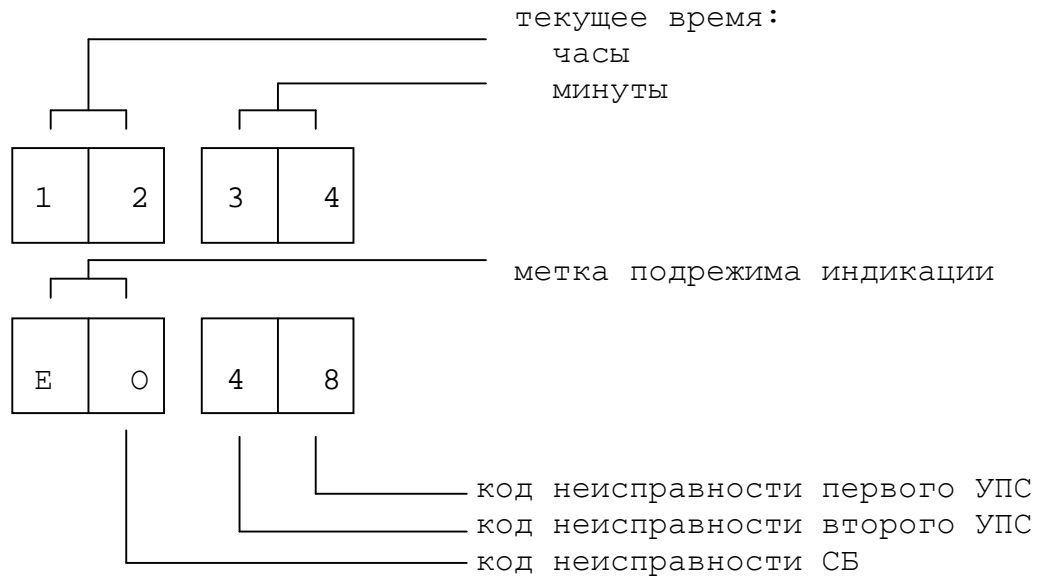 текущее время:
часы
минуты
1 2 3 4
метка подрежима индикации
E O 4 8
код неисправности первого УПС
код неисправности второго УПС
код неисправности СБ